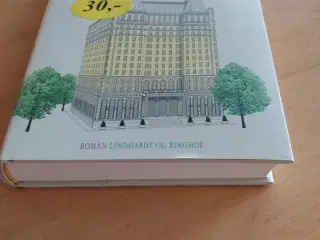 30,-
ROMAN LINDHARDT OG RINGHOF